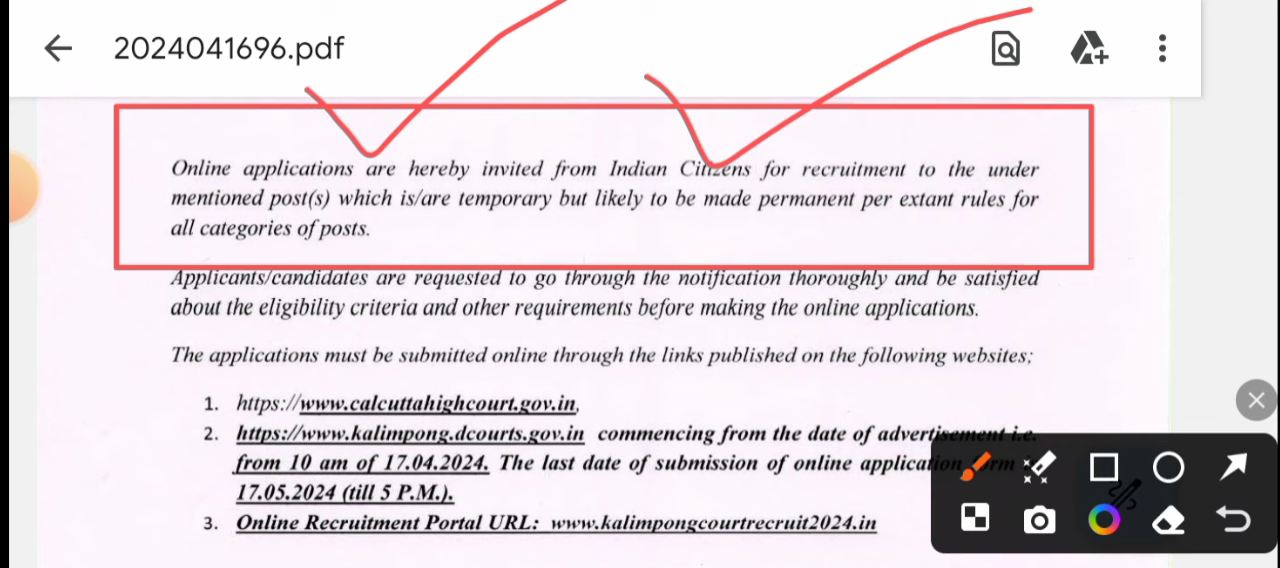 2024041696.pdf
Online applications are hereby invited from Indian Citizens for recruitment to the under
mentioned post(s) which is/are temporary but likely to be made permanent per extant rules for
all categories of posts.
Applicants/candidates are requested to go through the notification thoroughly and be satisfied
about the eligibility criteria and other requirements before making the online applications.
The applications must be submitted online through the links published on the following websites;
1. https://www.calcuttahighcourt.gov.in,
2. https://www.kalimpong.dcourts.gov.in commencing from the date of advertisement i.e.
from 10 am of 17.04.2024. The last date of submission of online application form
17.05.2024 (till 5 P.M.).
3. Online Recruitment Portal URL: www.kalimpongcourtrecruit2024.in